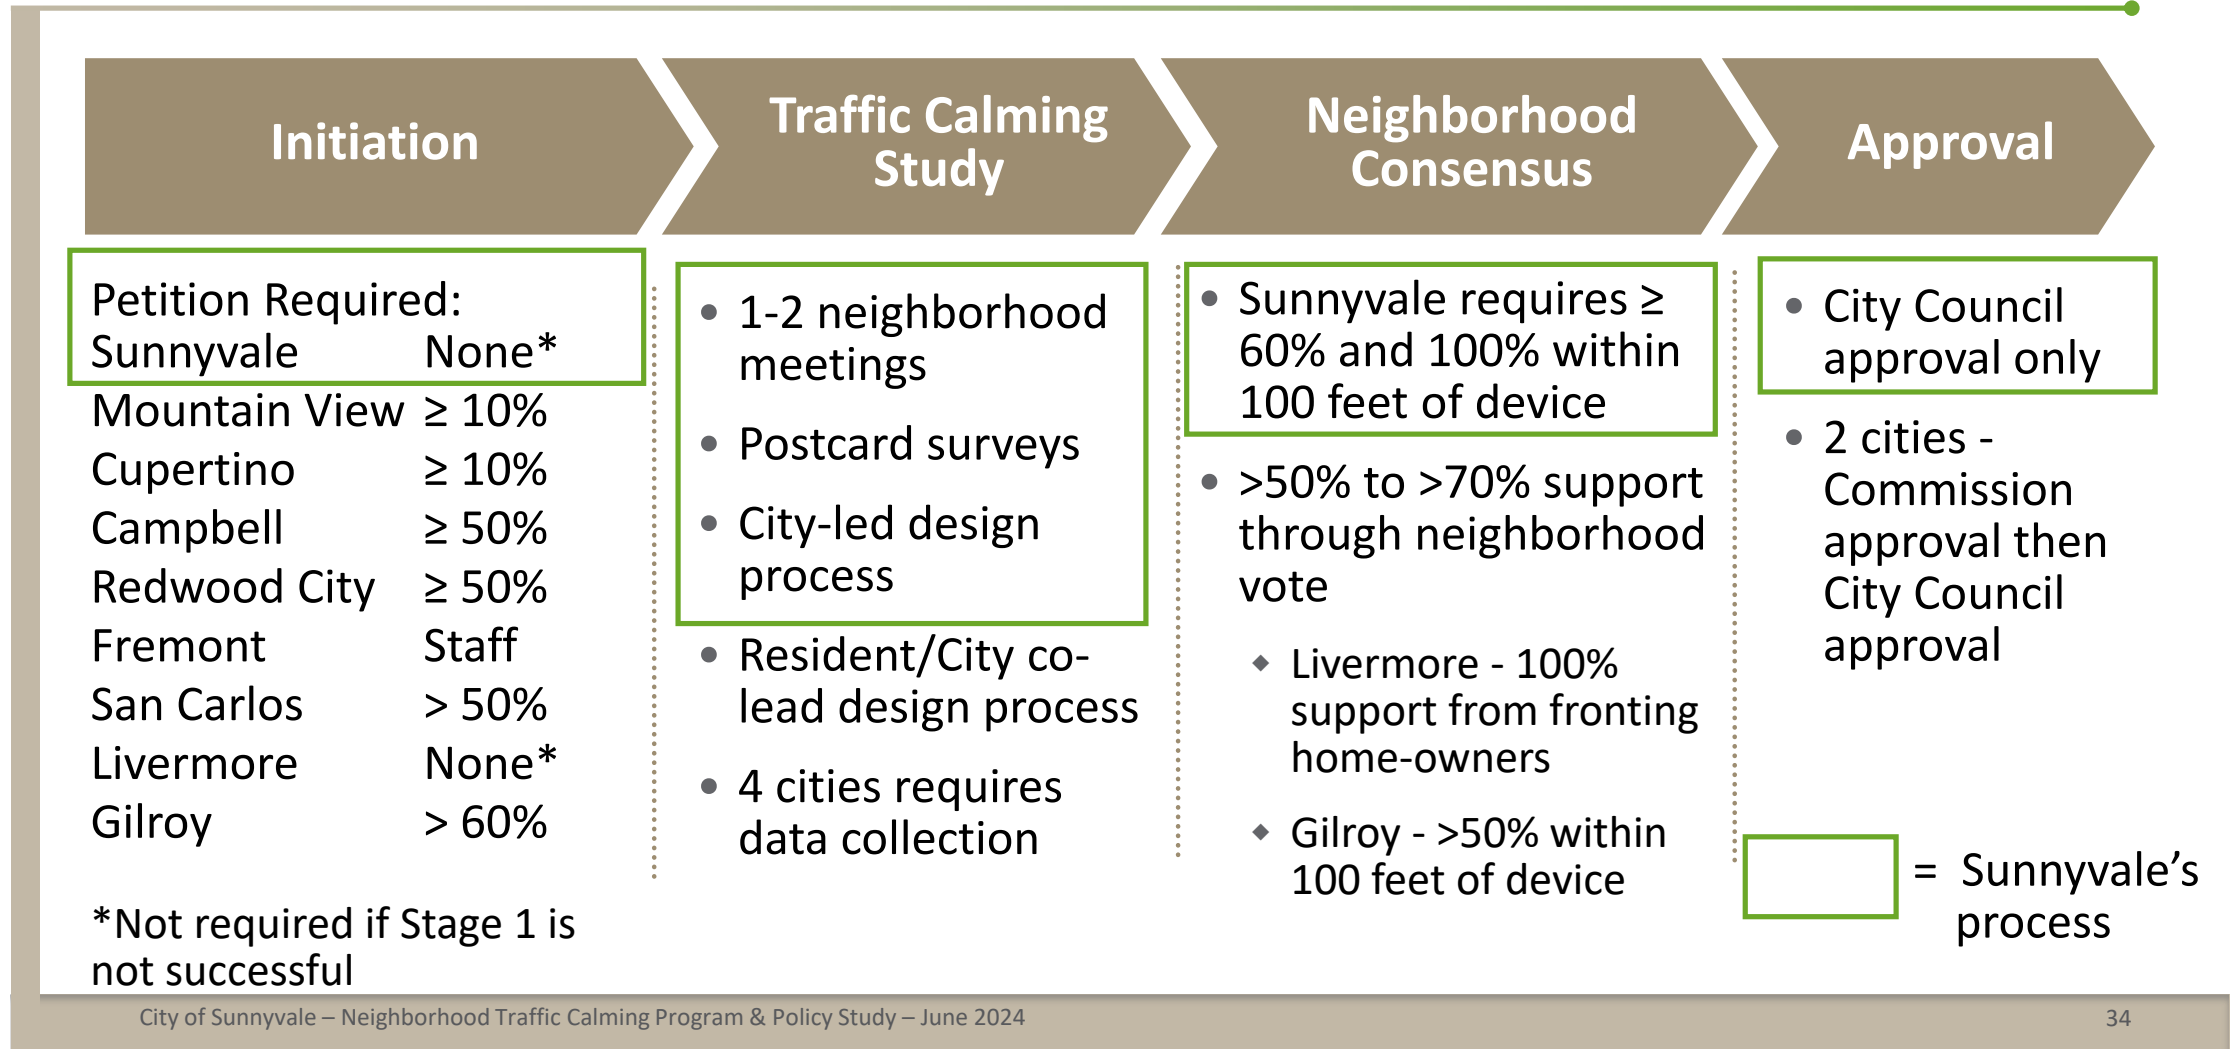 Initiation
Traffic Calming
Study
Neighborhood
Consensus
Approval
Petition Required:
Sunnyvale None*
Mountain View ≥ 10%
Cupertino ≥ 10%
Campbell ≥ 50%
Redwood City ≥ 50%
Fremont Staff
San Carlos > 50%
Livermore None*
Gilroy > 60%
*Not required if Stage 1 is
not successful
• 1-2 neighborhood
meetings
• Postcard surveys
• City-led design
process
• Resident/City co-
lead design process
• 4 cities requires
data collection
• Sunnyvale requires ≥
60% and 100% within
100 feet of device
• >50% to >70% support
through neighborhood
vote
◆ Livermore - 100%
support from fronting
home-owners
◆ Gilroy - >50% within
100 feet of device
• City Council
approval only
• 2 cities -
Commission
approval then
City Council
approval
= Sunnyvale’s
process
City of Sunnyvale – Neighborhood Traffic Calming Program & Policy Study – June 2024
34